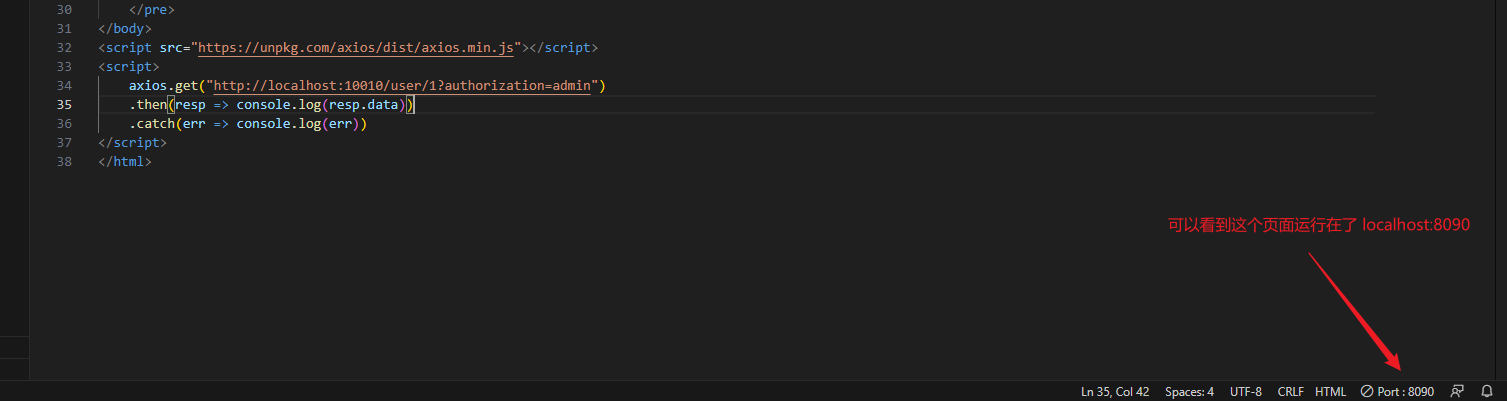 30 </pre>
31 </body>
32 <script src="https://unpkg.com/axios/dist/axios.min.js"></script>
33 <script>
34 axios.get("http://localhost:10010/user/1?authorization=admin")
35 .then(resp => console.log(resp.data))
36 .catch(err => console.log(err))
37 </script>
38 </html>
可以看到这个页面运行在了 localhost:8090
Ln 35, Col 42 Spaces: 4 UTF-8 CRLF HTML Port : 8090